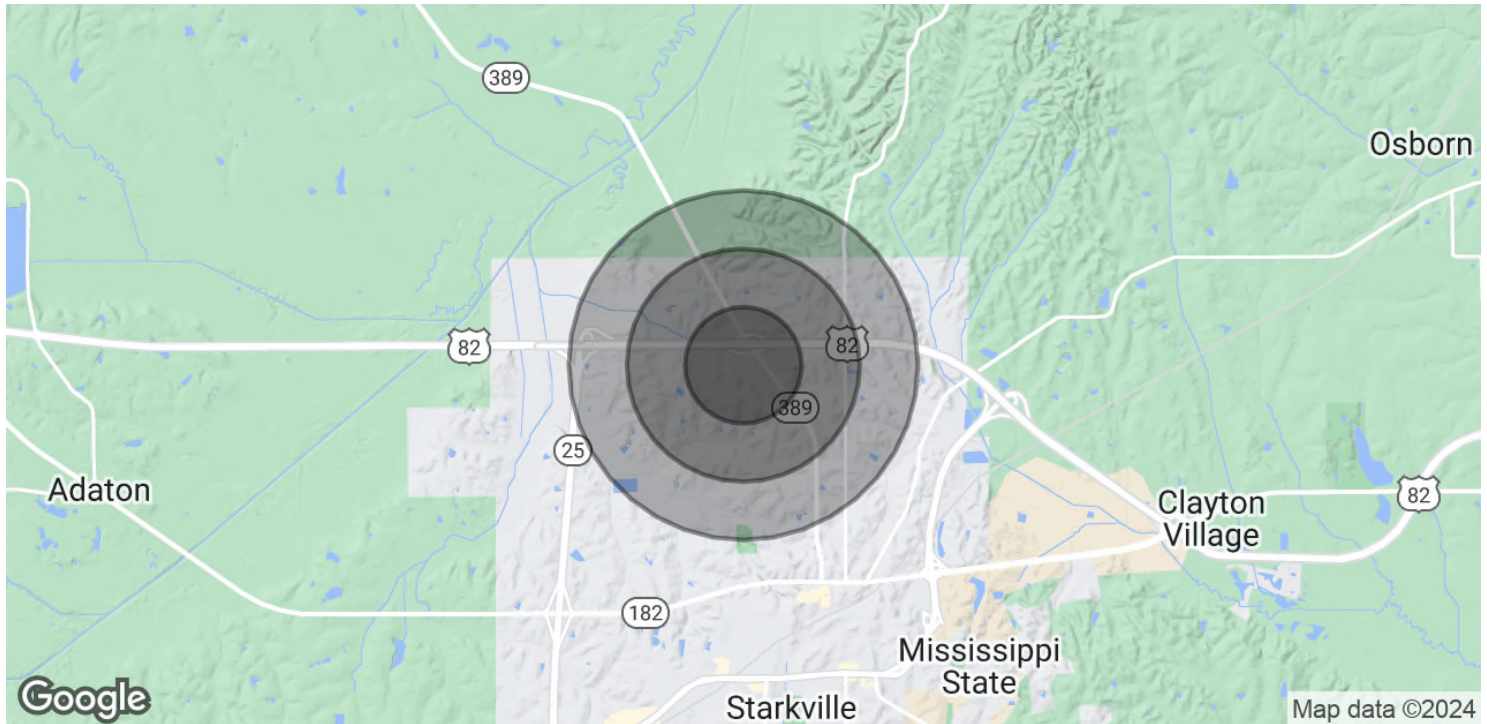 389
Osborn
82
82
389
25
Adaton
82
Clayton
Village
182
Mississippi
State
Starkville
Google
Map data ©2024